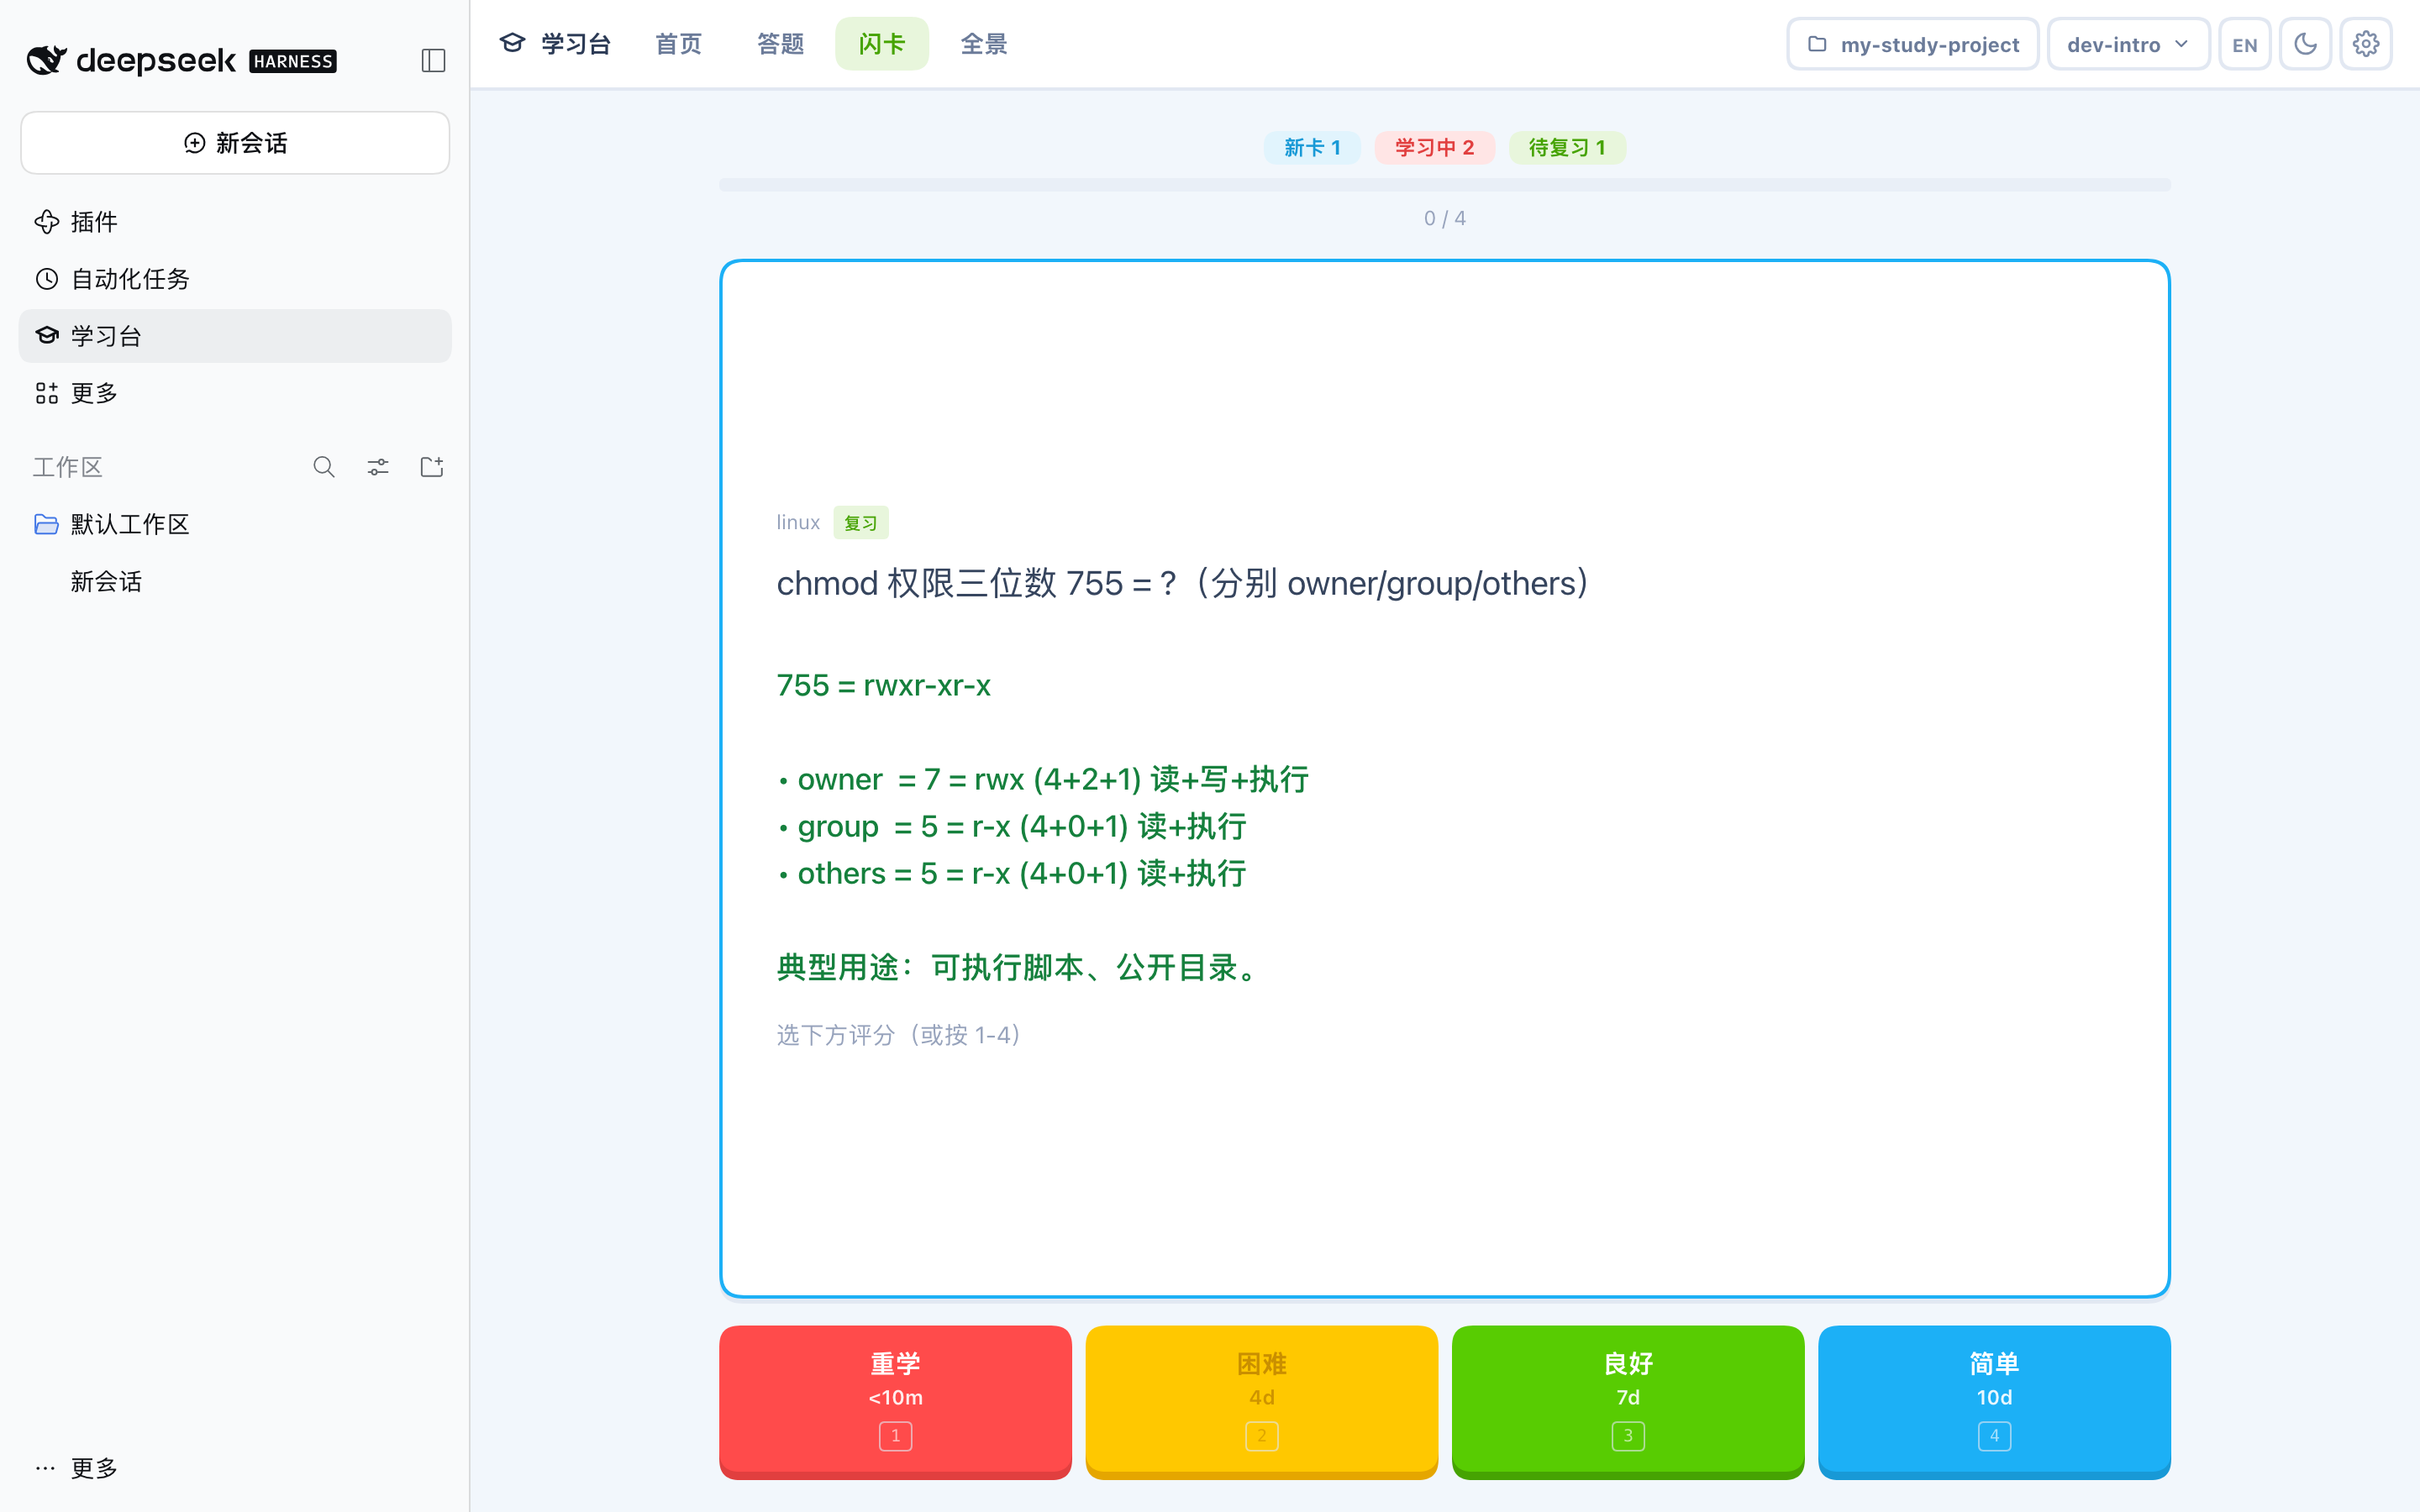 deepseek HARNESS
新会话
插件
自动化任务
学习台
更多
工作区
默认工作区
新会话
更多
学习台 首页 答题 闪卡 全景
my-study-project dev-intro EN
新卡 1 学习中 2 待复习 1
0 / 4
linux 复习
chmod 权限三位数 755 = ?（分别 owner/group/others）
755 = rwxr-xr-x
• owner = 7 = rwx (4+2+1) 读+写+执行
• group = 5 = r-x (4+0+1) 读+执行
• others = 5 = r-x (4+0+1) 读+执行
典型用途：可执行脚本、公开目录。
选下方评分（或按 1-4）
重学 困难 良好 简单
<10m 4d 7d 10d
1 2 3 4